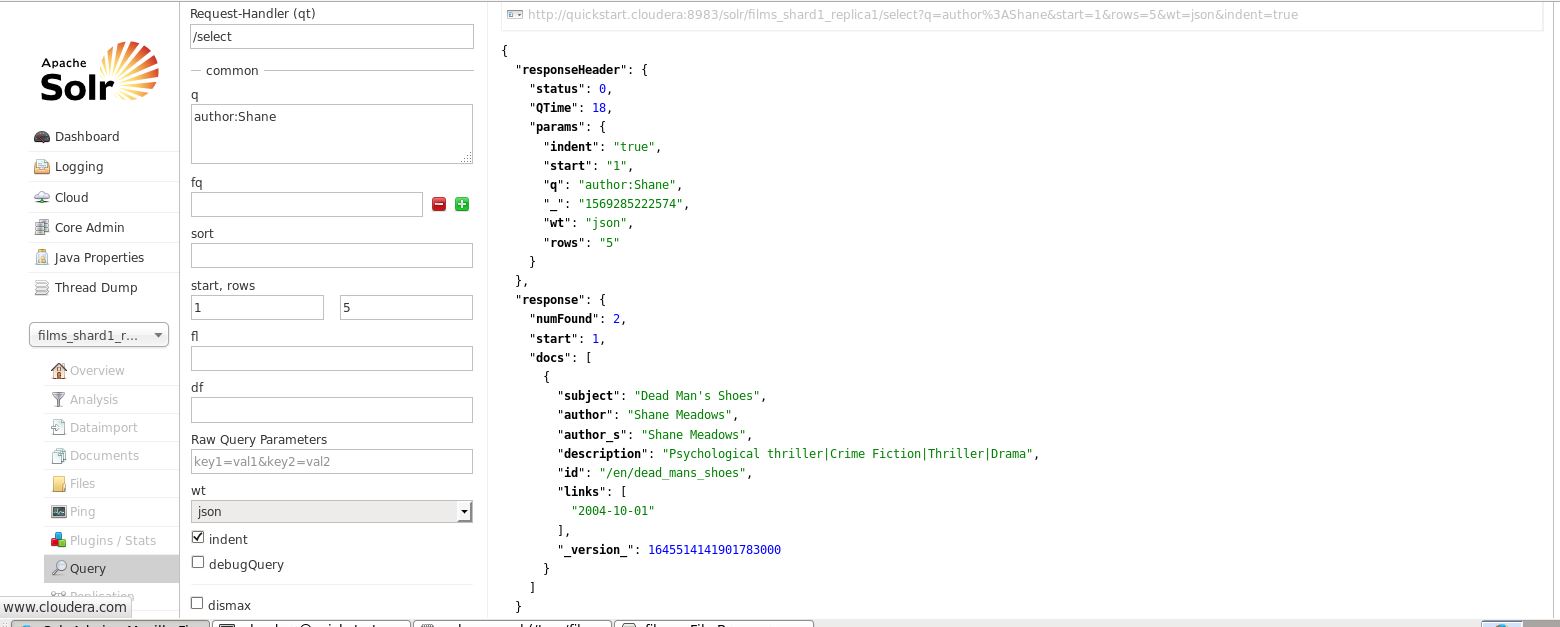 Apache
Solr
Dashboard
Logging
Cloud
Core Admin
Java Properties
Thread Dump
films_shard1_r...
Overview
Analysis
Dataimport
Documents
Files
Ping
Plugins / Stats
Query
Replication
www.cloudera.com
Request-Handler (qt)
/select
common
q
author:Shane
fq
sort
start, rows
1 5
fl
df
Raw Query Parameters
key1=val1&key2=val2
wt
json
indent
debugQuery
dismax
http://quickstart.cloudera:8983/solr/films_shard1_replica1/select?q=author%3AShane&start=1&rows=5&wt=json&indent=true
{
"responseHeader": {
"status": 0,
"QTime": 18,
"params": {
"indent": "true",
"start": "1",
"q": "author:Shane",
"_": "1569285222574",
"wt": "json",
"rows": "5"
}
},
"response": {
"numFound": 2,
"start": 1,
"docs": [
{
"subject": "Dead Man's Shoes",
"author": "Shane Meadows",
"author_s": "Shane Meadows",
"description": "Psychological thriller|Crime Fiction|Thriller|Drama",
"id": "/en/dead_mans_shoes",
"links": [
"2004-10-01"
],
"_version_": 1645514141901783000
}
]
}